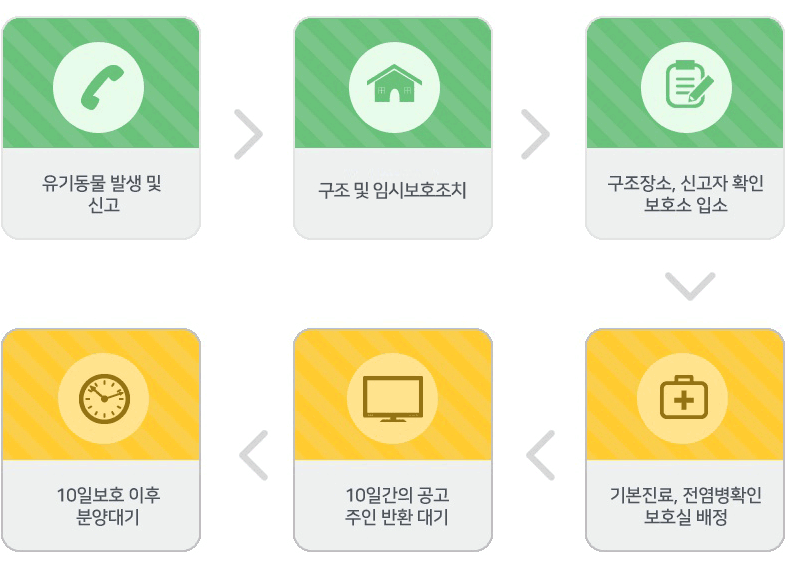 유기동물 발생 및
신고
구조 및 임시보호조치
구조장소, 신고자 확인
보호소 입소
기본진료, 전염병확인
보호실 배정
10일간의 공고
주인 반환 대기
10일보호 이후
분양대기